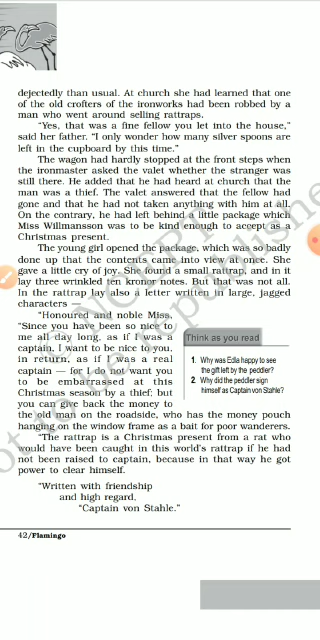 dejectedly than usual. At church she had learned that one
of the old crofters of the ironworks had been robbed by a
man who went around selling rattraps.
"Yes, that was a fine fellow you let into the house,"
said her father. "I only wonder how many silver spoons are
left in the cupboard by this time."
The wagon had hardly stopped at the front steps when
the ironmaster asked the valet whether the stranger was
still there. He added that he had heard at church that the
man was a thief. The valet answered that the fellow had
gone and that he had not taken anything with him at all.
On the contrary, he had left behind a little package which
Miss Willmansson was to be kind enough to accept as a
Christmas present.
The young girl opened the package, which was so badly
done up that the contents came into view at once. She
gave a little cry of joy. She found a small rattrap, and in it
lay three wrinkled ten kronor notes. But that was not all.
In the rattrap lay also a letter written in large, jagged
characters —
"Honoured and noble Miss,
"Since you have been so nice to
me all day long, as if I was a
captain, I want to be nice to you,
in return, as if I was a real
captain — for I do not want you
to be embarrassed at this
Christmas season by a thief; but
you can give back the money to
the old man on the roadside, who has the money pouch
hanging on the window frame as a bait for poor wanderers.
"The rattrap is a Christmas present from a rat who
would have been caught in this world's rattrap if he had
not been raised to captain, because in that way he got
power to clear himself.
"Written with friendship
and high regard,
"Captain von Stahle."
Think as you read
1. Why was Edla happy to see
the gift left by the peddler?
2. Why did the peddler sign
himself as Captain von Stahle?
42/Flamingo